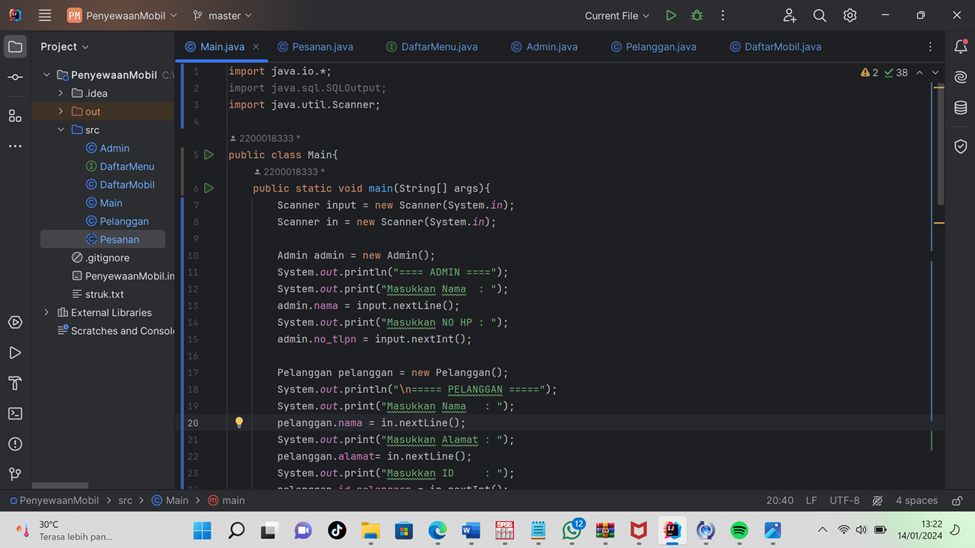 PM PenyewaanMobil master Current File
Project
Main.java Pesanan.java DaftarMenu.java Admin.java Pelanggan.java DaftarMobil.java
PenyewaanMobil
.idea
out
src
Admin
DaftarMenu
DaftarMobil
Main
Pelanggan
Pesanan
.gitignore
PenyewaanMobil.im
struk.txt
External Libraries
Scratches and Console
2 38
1 import java.io.*;
2 import java.sql.SQLOutput;
3 import java.util.Scanner;
4
2200018333 *
5 public class Main{
2200018333 *
6 public static void main(String[] args){
7 Scanner input = new Scanner(System.in);
8 Scanner in = new Scanner(System.in);
9
10 Admin admin = new Admin();
11 System.out.println("==== ADMIN ====");
12 System.out.print("Masukkan Nama  : ");
13 admin.nama = input.nextLine();
14 System.out.print("Masukkan NO HP : ");
15 admin.no_tlpn = input.nextInt();
16
17 Pelanggan pelanggan = new Pelanggan();
18 System.out.println("\n===== PELANGGAN =====");
19 System.out.print("Masukkan Nama   : ");
20 pelanggan.nama = in.nextLine();
21 System.out.print("Masukkan Alamat : ");
22 pelanggan.alamat= in.nextLine();
23 System.out.print("Masukkan ID     : ");
pelanggan.id_pelanggan = in.nextInt();
PenyewaanMobil src Main main 20:40 LF UTF-8 4 spaces
30°C
Terasa lebih pan...
12
13:22
14/01/2024